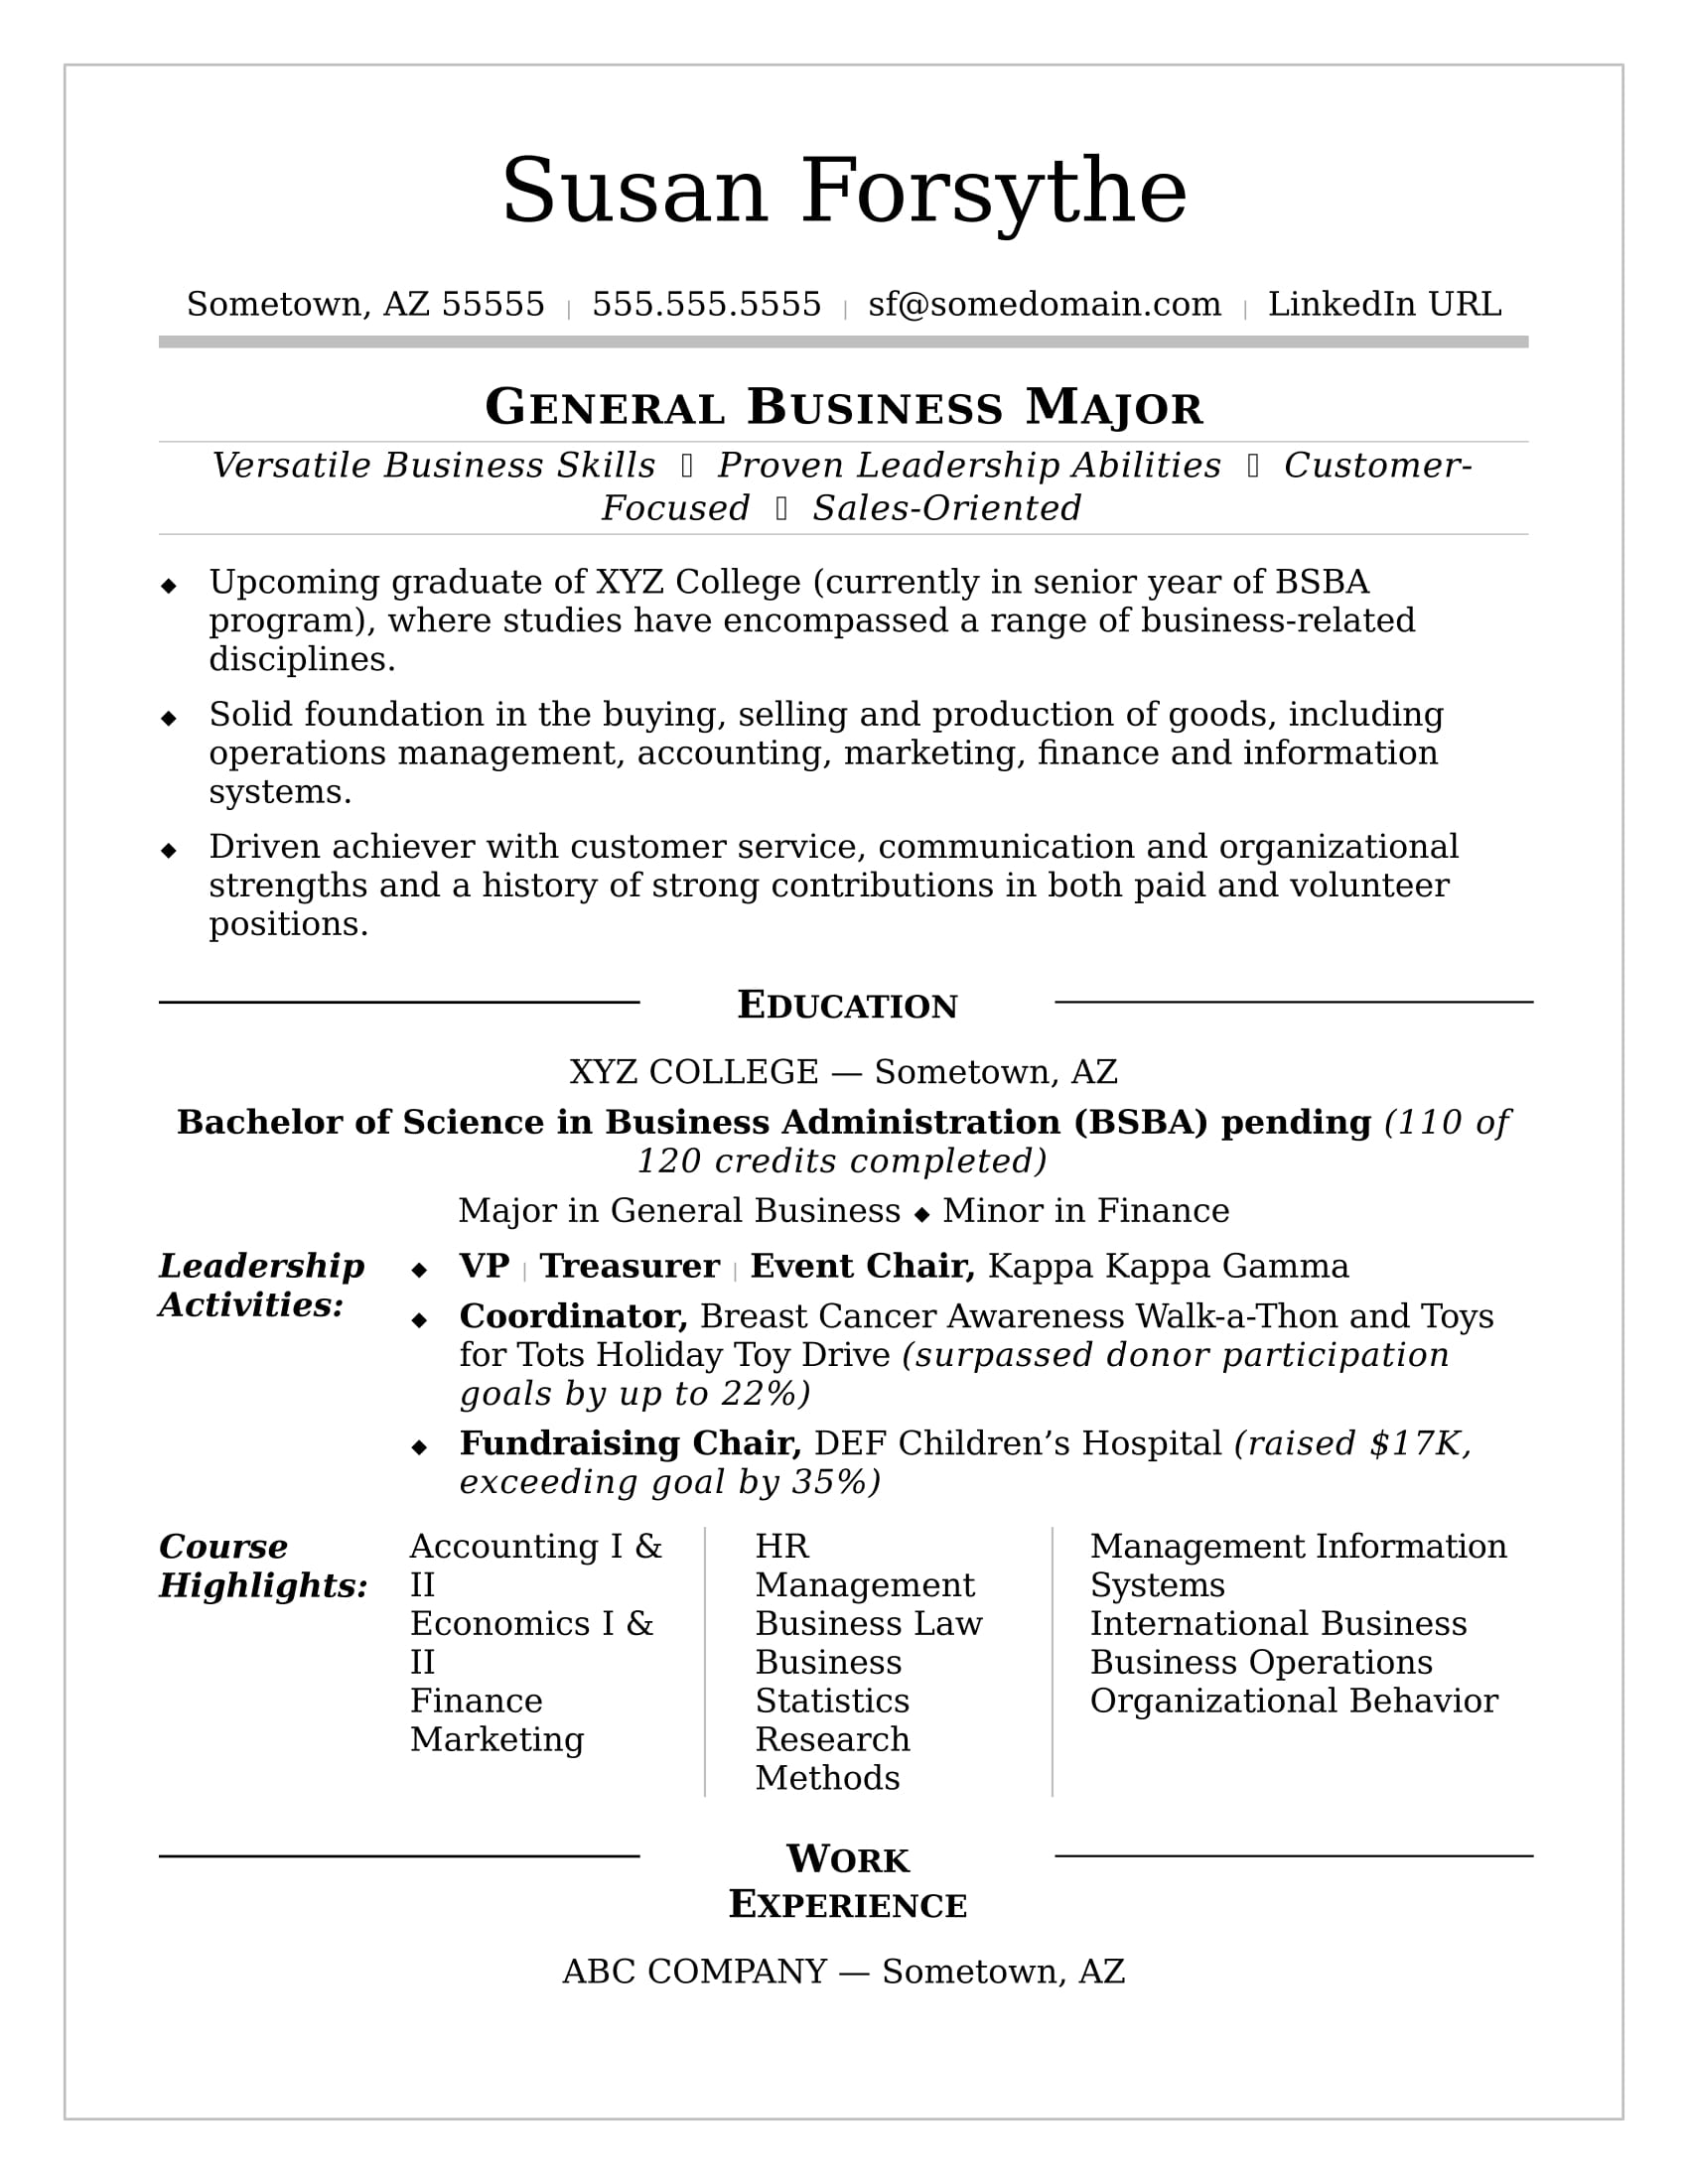 Susan Forsythe
Sometown, AZ 55555 | 555.555.5555 | sf@somedomain.com | LinkedIn URL
GENERAL BUSINESS MAJOR
Versatile Business Skills ▯ Proven Leadership Abilities ▯ Customer-
Focused ▯ Sales-Oriented
◆ Upcoming graduate of XYZ College (currently in senior year of BSBA
program), where studies have encompassed a range of business-related
disciplines.
◆ Solid foundation in the buying, selling and production of goods, including
operations management, accounting, marketing, finance and information
systems.
◆ Driven achiever with customer service, communication and organizational
strengths and a history of strong contributions in both paid and volunteer
positions.
EDUCATION
XYZ COLLEGE — Sometown, AZ
Bachelor of Science in Business Administration (BSBA) pending (110 of
120 credits completed)
Major in General Business ◆ Minor in Finance
Leadership
Activities:
◆ VP | Treasurer | Event Chair, Kappa Kappa Gamma
◆ Coordinator, Breast Cancer Awareness Walk-a-Thon and Toys
for Tots Holiday Toy Drive (surpassed donor participation
goals by up to 22%)
◆ Fundraising Chair, DEF Children’s Hospital (raised $17K,
exceeding goal by 35%)
Course
Highlights:
Accounting I &
II
Economics I &
II
Finance
Marketing
HR
Management
Business Law
Business
Statistics
Research
Methods
Management Information
Systems
International Business
Business Operations
Organizational Behavior
WORK
EXPERIENCE
ABC COMPANY — Sometown, AZ